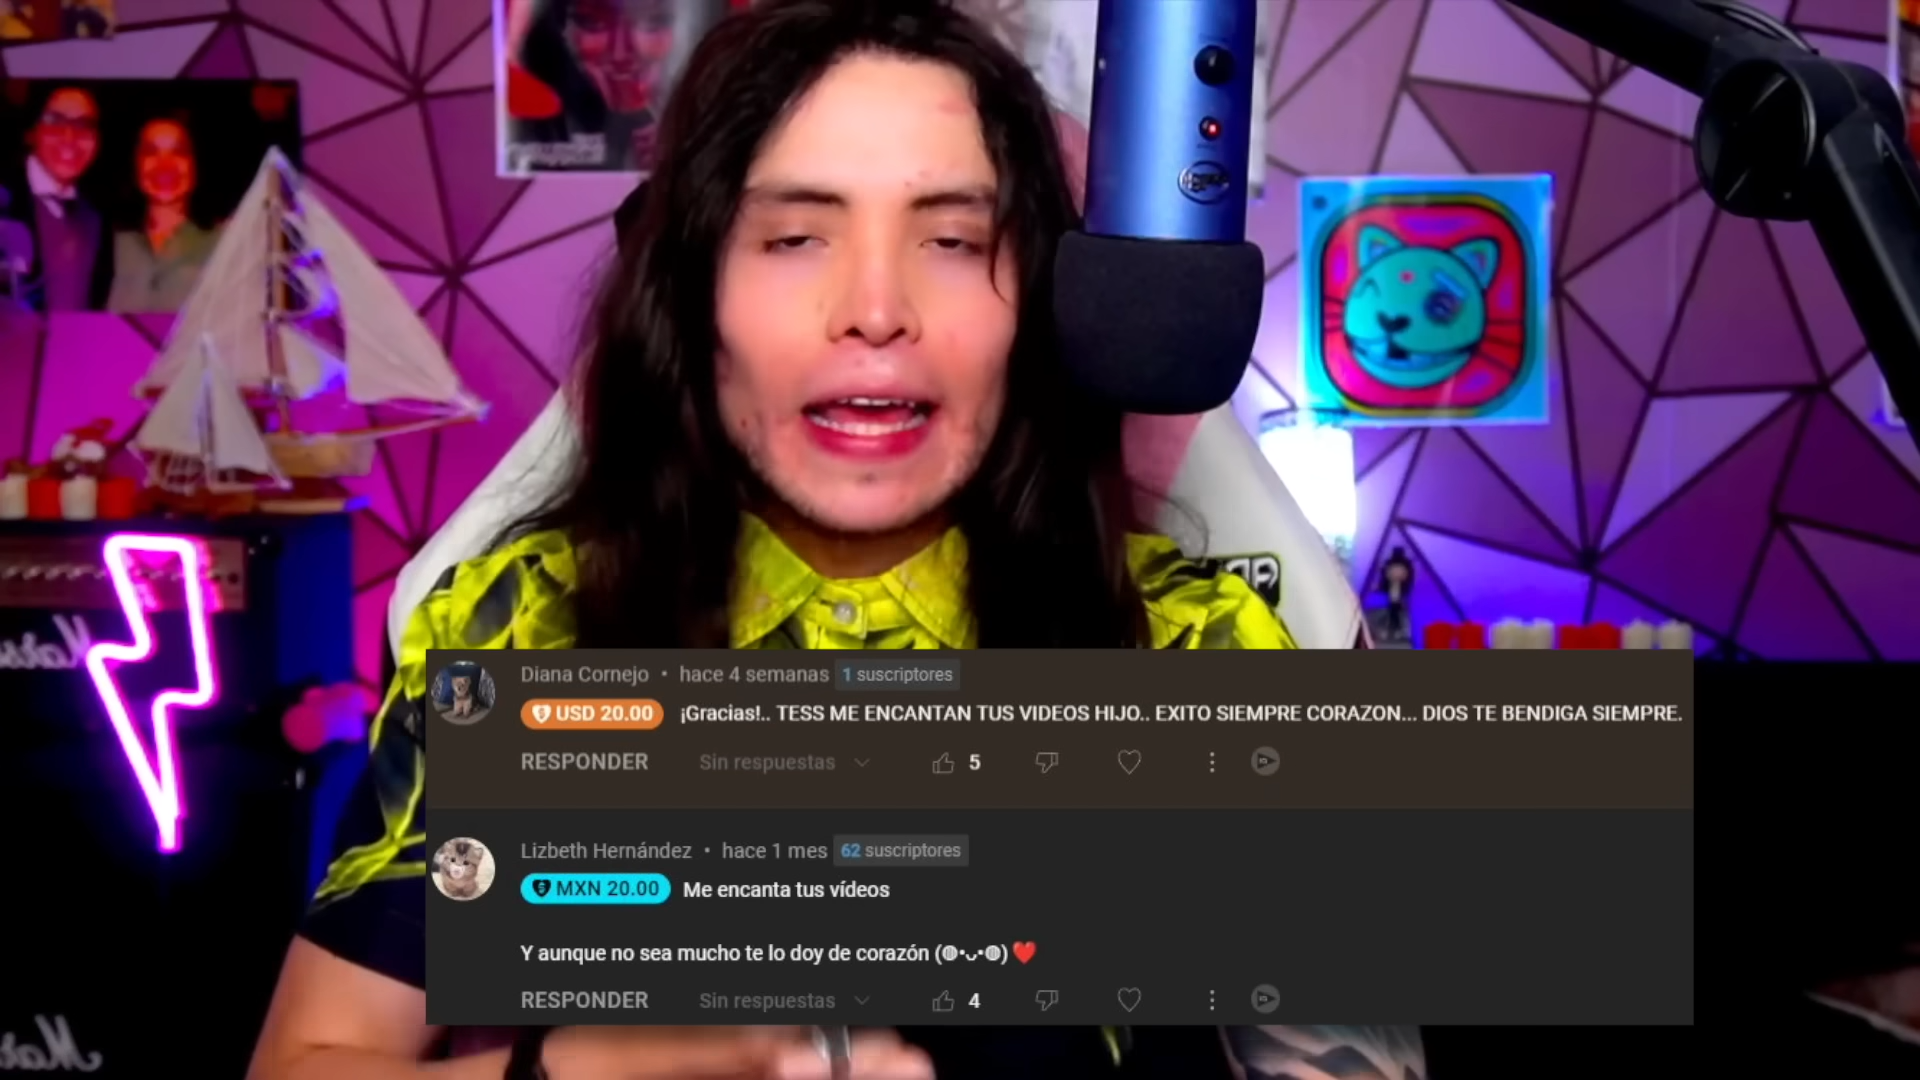 Diana Cornejo • hace 4 semanas 1 suscriptores
USD 20.00 ¡Gracias!.. TESS ME ENCANTAN TUS VIDEOS HIJO.. EXITO SIEMPRE CORAZON... DIOS TE BENDIGA SIEMPRE.
RESPONDER Sin respuestas 5
Lizbeth Hernández • hace 1 mes 62 suscriptores
MXN 20.00 Me encanta tus vídeos
Y aunque no sea mucho te lo doy de corazón (◍•ᴗ•◍)❤️
RESPONDER Sin respuestas 4